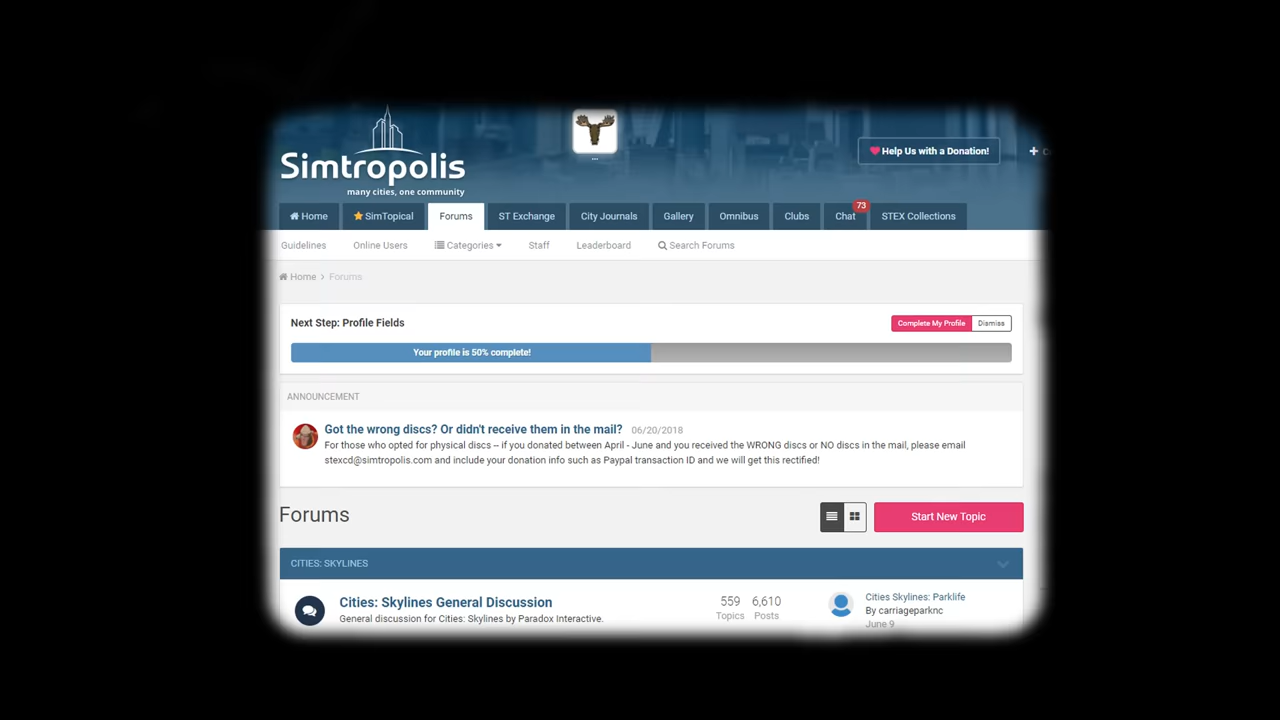 Simtropolis
many cities, one community
...
Help Us with a Donation!
Home
SimTopical
Forums
ST Exchange
City Journals
Gallery
Omnibus
Clubs
Chat
73
STEX Collections
Guidelines
Online Users
Categories
Staff
Leaderboard
Search Forums
Home > Forums
Next Step: Profile Fields
Complete My Profile
Dismiss
Your profile is 50% complete!
ANNOUNCEMENT
Got the wrong discs? Or didn't receive them in the mail? 06/20/2018
For those who opted for physical discs – if you donated between April - June and you received the WRONG discs or NO discs in the mail, please email
stexcd@simtropolis.com and include your donation info such as Paypal transaction ID and we will get this rectified!
Forums
Start New Topic
CITIES: SKYLINES
Cities: Skylines General Discussion
General discussion for Cities: Skylines by Paradox Interactive.
559
Topics
6,610
Posts
Cities Skylines: Parklife
By carriageparknc
June 9